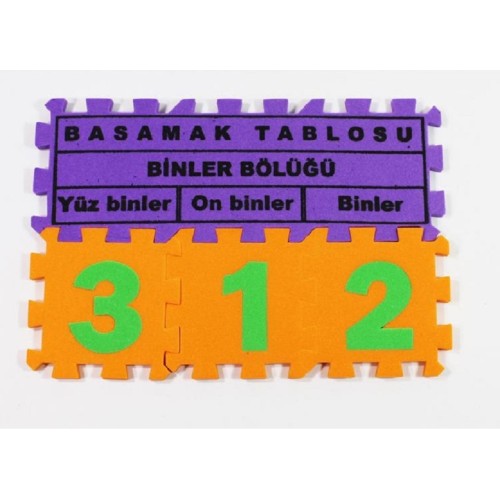 BASAMAK TABLOSU
BİNLER BÖLÜĞÜ
Yüz binler On binler Binler
3 1 2